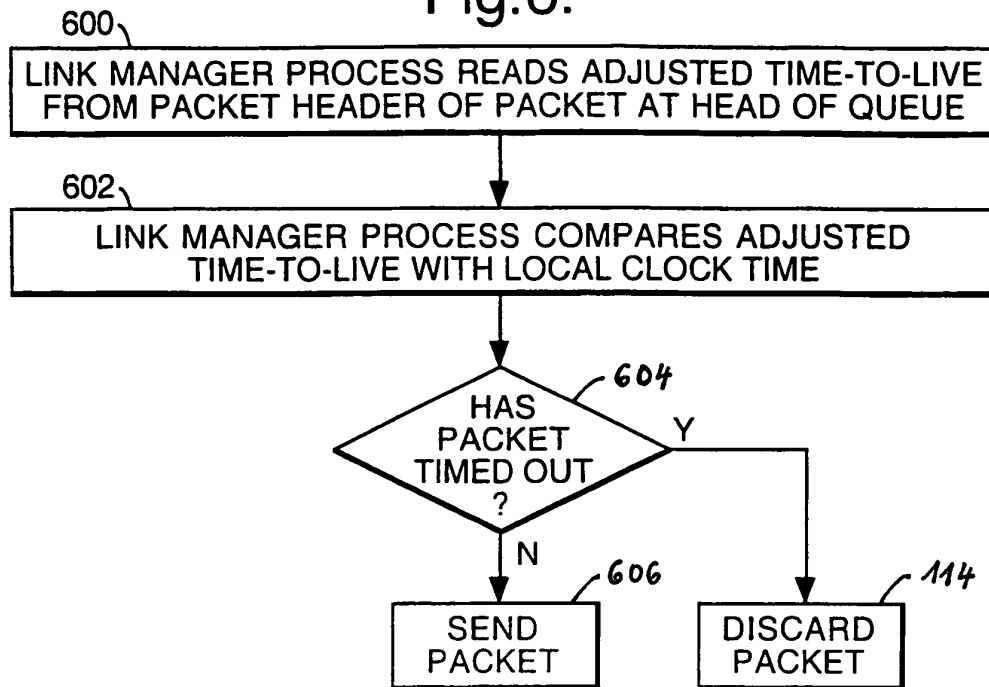 Fig.6.
600
LINK MANAGER PROCESS READS ADJUSTED TIME-TO-LIVE
FROM PACKET HEADER OF PACKET AT HEAD OF QUEUE
602
LINK MANAGER PROCESS COMPARES ADJUSTED
TIME-TO-LIVE WITH LOCAL CLOCK TIME
604
HAS
PACKET
TIMED OUT
?
Y
N
606
SEND
PACKET
114
DISCARD
PACKET